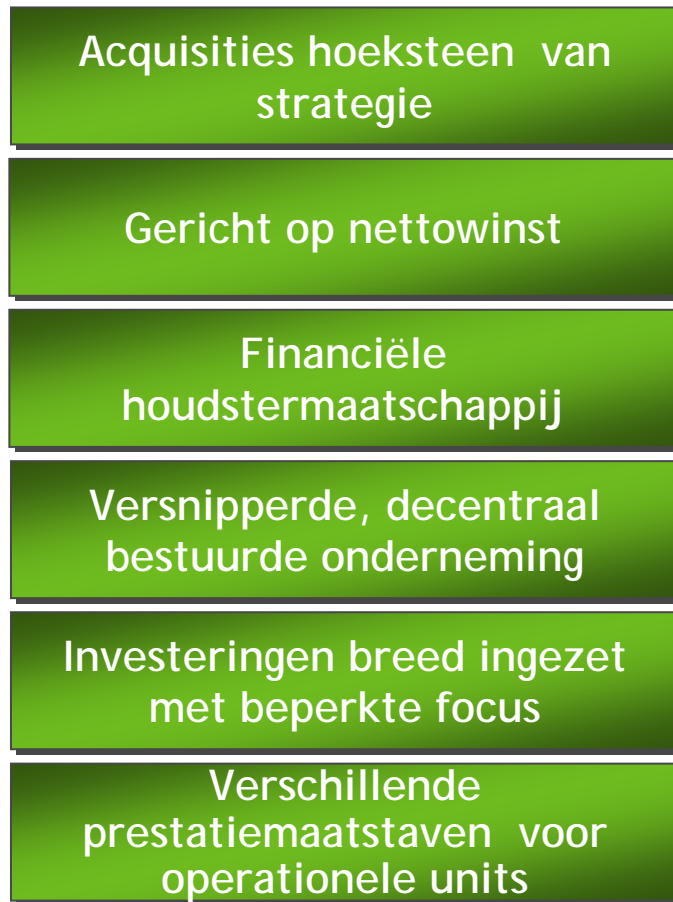 Acquisities hoeksteen van
strategie
Gericht op nettowinst
Financiële
houdstermaatschappij
Versnipperde, decentraal
bestuurde onderneming
Investeringen breed ingezet
met beperkte focus
Verschillende
prestatiemaatstaven voor
operationele units